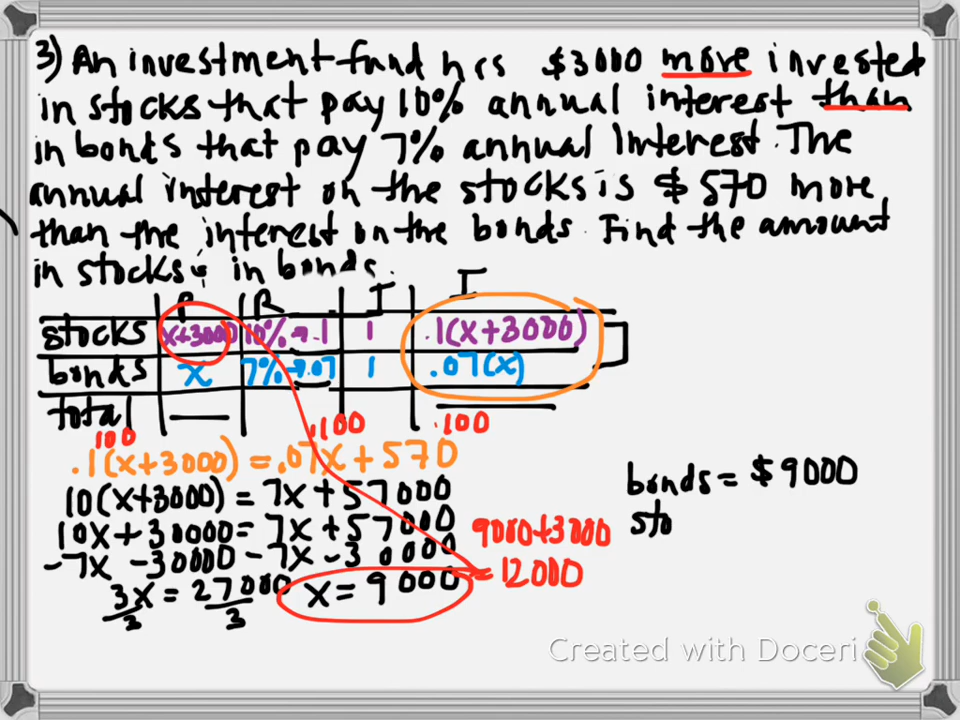 3) An investment fund has $3000 more invested
in stocks that pay 10% annual interest than
in bonds that pay 7% annual Interest. The
annual interest on the stocks is $570 more
than the interest on the bonds. Find the amount
in stocks & in bonds.
P R T I
stocks x+3000 10%→.1 1 .1(x+3000)
bonds x 7%→.07 1 .07(x)
total
100 .100 .100
.1(x+3000) = .07x + 570
10(x+3000) = 7x + 57000
10x + 30000 = 7x + 57000
-7x -30000 -7x -30000
3x = 27000
3 3
x = 9000
9000+3000
= 12000
bonds = $9000
sto
Created with Doceri